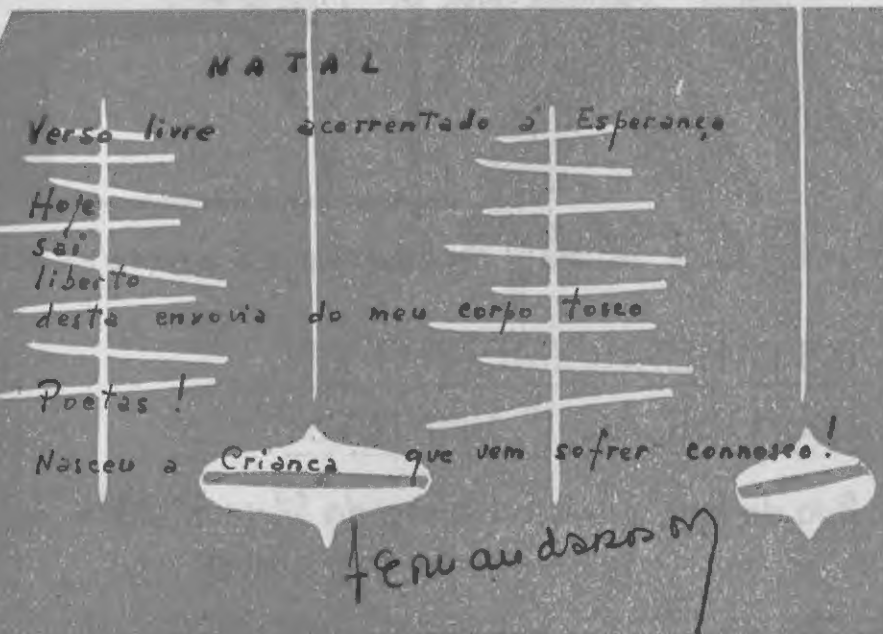 NATAL
Verso livre acorrentado á Esperança
Hoje
sai
liberto
desta enxovia do meu corpo tosco
Poetas!
Nasceu a Criança que vem sofrer connosco!